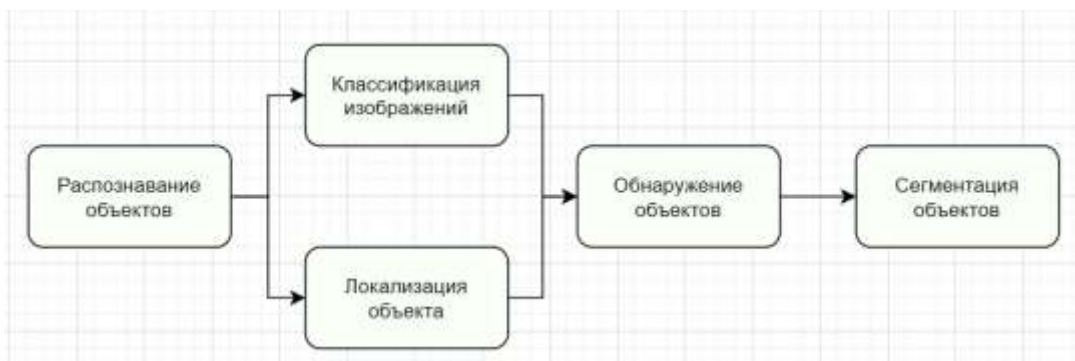 Классификация
изображений
Распознавание
объектов
Обнаружение
объектов
Сегментация
объектов
Локализация
объекта